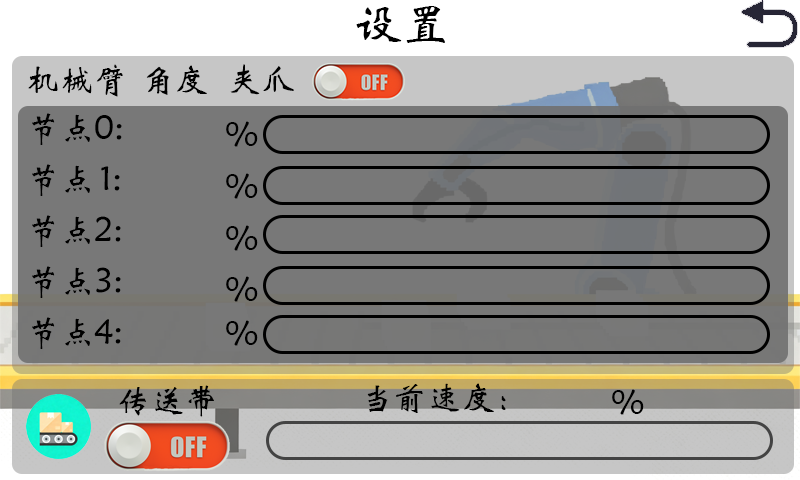 设置
机械臂 角度 夹爪 OFF
节点0: %
节点1: %
节点2: %
节点3: %
节点4: %
传送带 当前速度: %
OFF